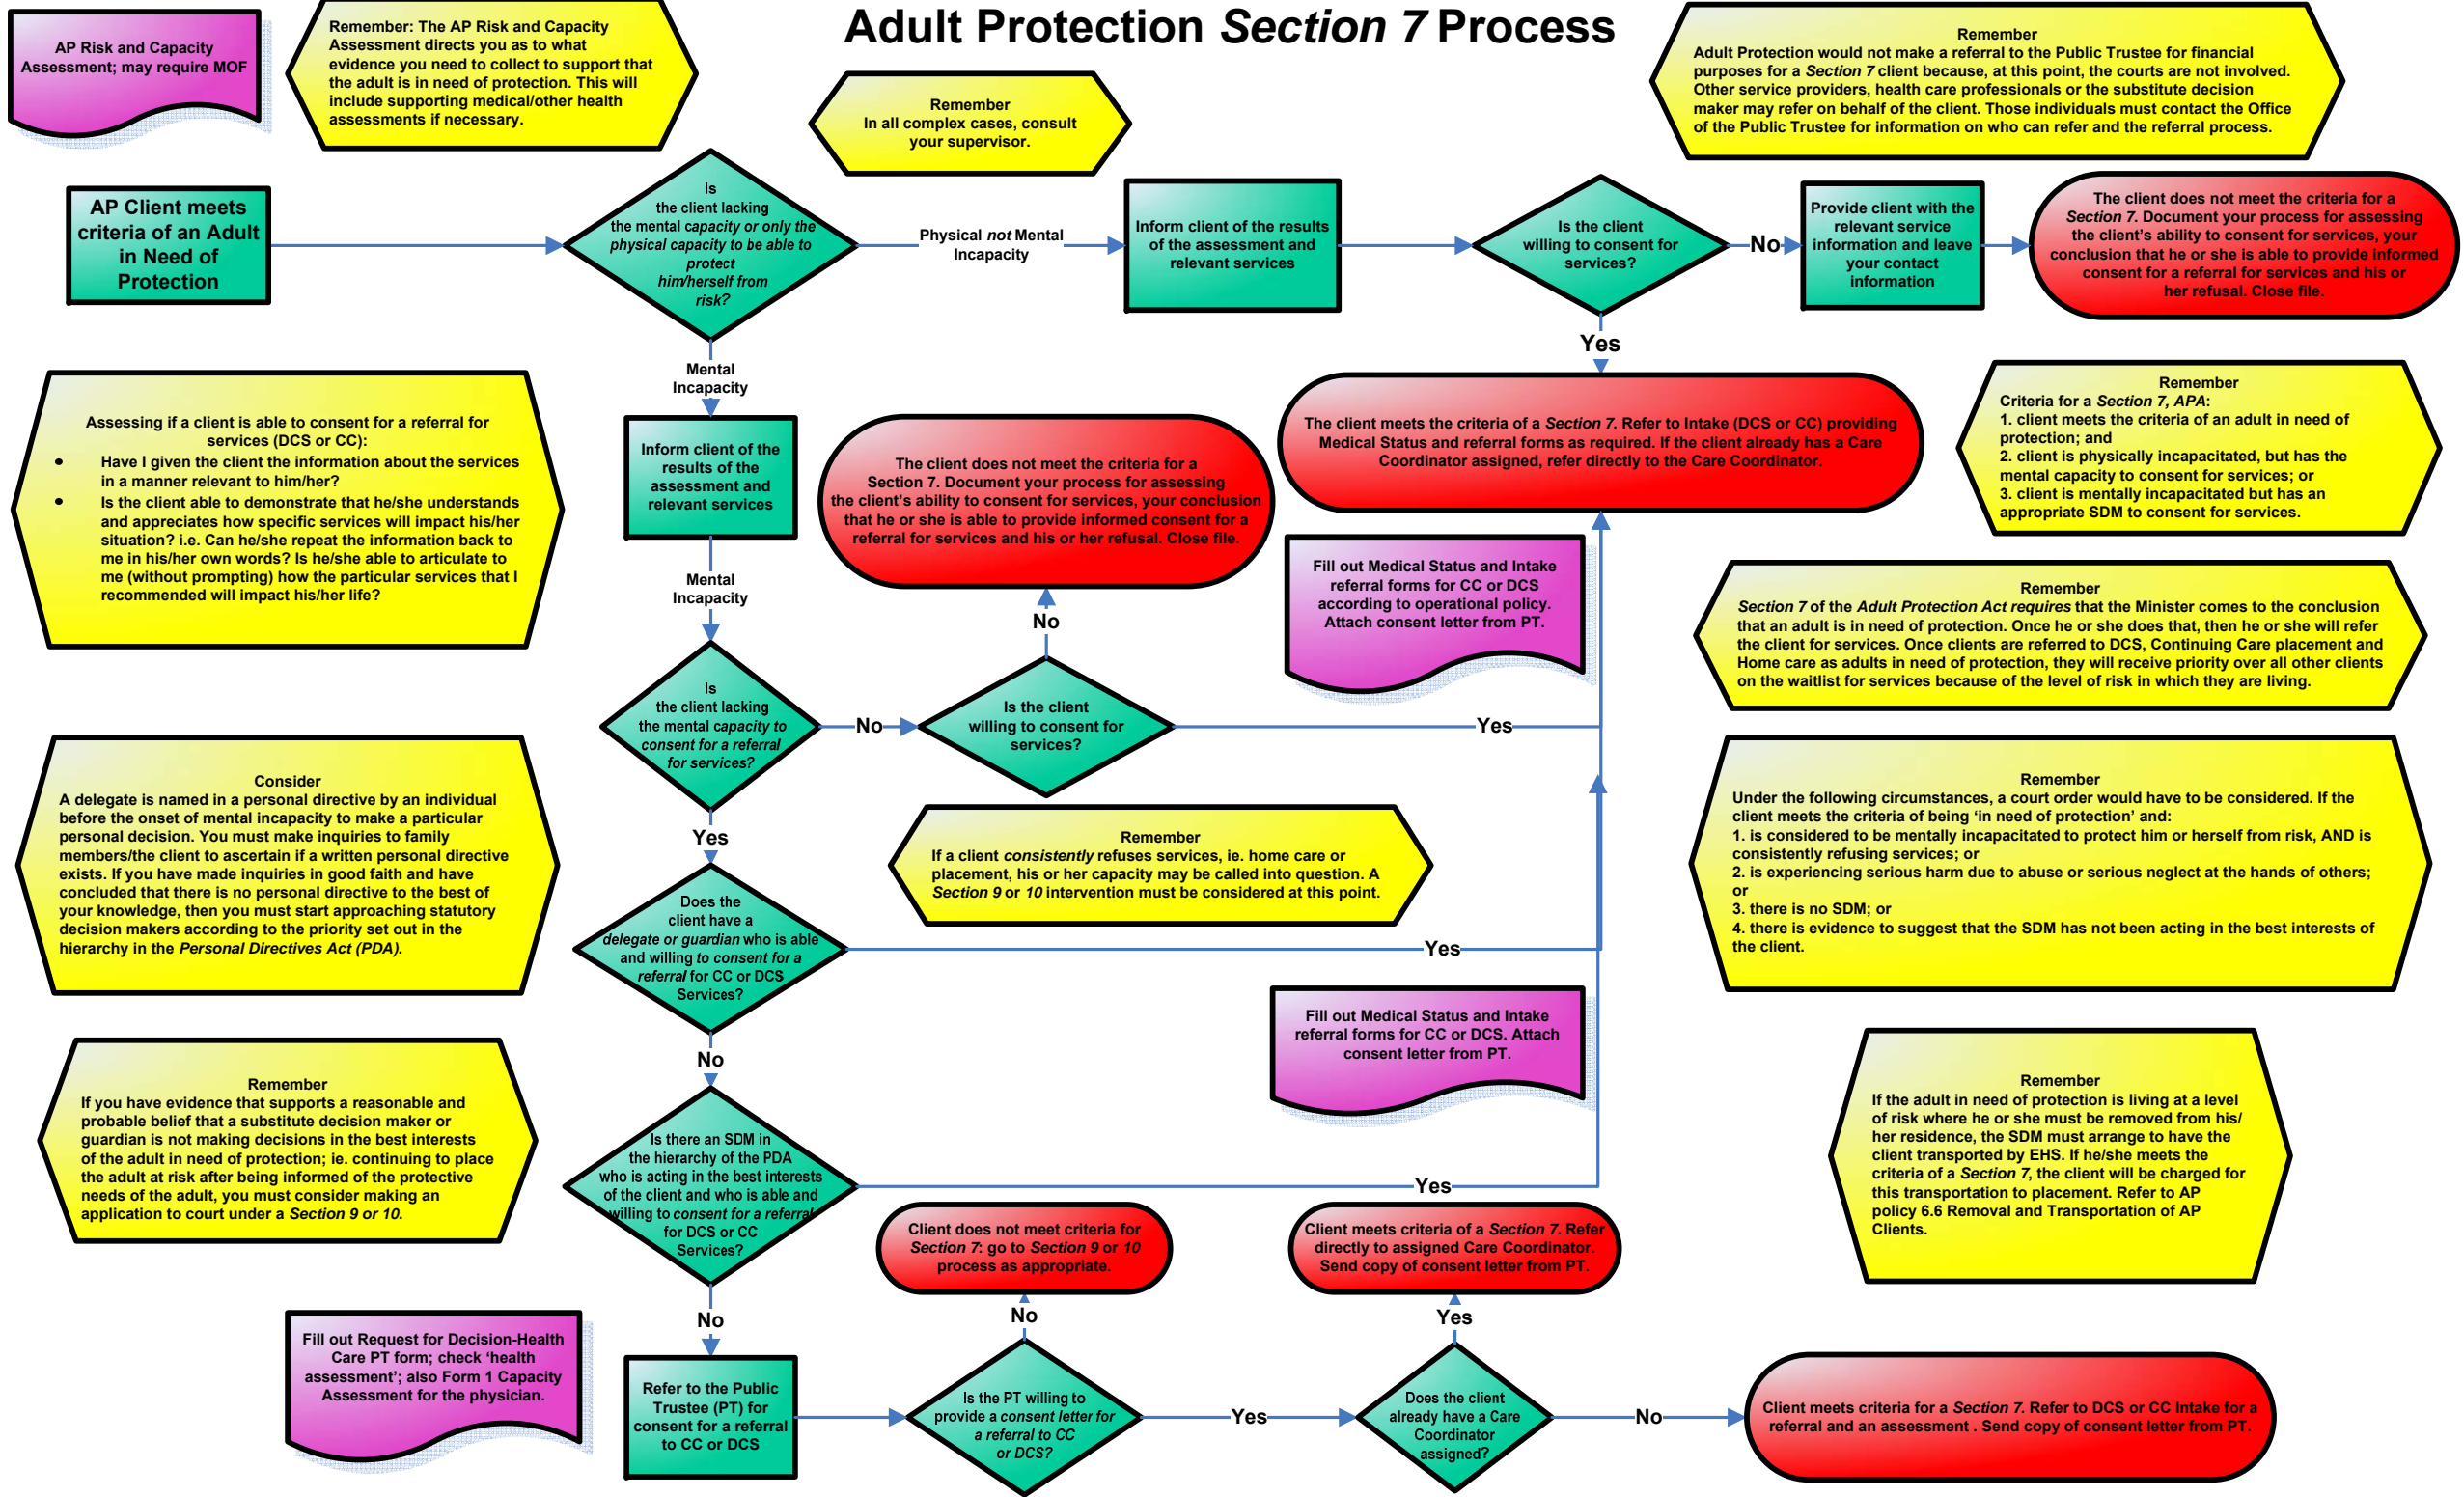 Adult Protection Section 7 Process
AP Risk and Capacity
Assessment; may require MOF
Remember: The AP Risk and Capacity
Assessment directs you as to what
evidence you need to collect to support that
the adult is in need of protection. This will
include supporting medical/other health
assessments if necessary.
Remember
In all complex cases, consult
your supervisor.
Remember
Adult Protection would not make a referral to the Public Trustee for financial
purposes for a Section 7 client because, at this point, the courts are not involved.
Other service providers, health care professionals or the substitute decision
maker may refer on behalf of the client. Those individuals must contact the Office
of the Public Trustee for information on who can refer and the referral process.
AP Client meets
criteria of an Adult
in Need of
Protection
Is
the client lacking
the mental capacity or only the
physical capacity to be able to
protect
him/herself from
risk?
Physical not Mental
Incapacity
Inform client of the results
of the assessment and
relevant services
Is the client
willing to consent for
services?
No
Provide client with the
relevant service
information and leave
your contact
information
The client does not meet the criteria for a
Section 7. Document your process for assessing
the client's ability to consent for services, your
conclusion that he or she is able to provide informed
consent for a referral for services and his or
her refusal. Close file.
Yes
Mental
Incapacity
Assessing if a client is able to consent for a referral for
services (DCS or CC):
• Have I given the client the information about the services
in a manner relevant to him/her?
• Is the client able to demonstrate that he/she understands
and appreciates how specific services will impact his/her
situation? i.e. Can he/she repeat the information back to
me in his/her own words? Is he/she able to articulate to
me (without prompting) how the particular services that I
recommended will impact his/her life?
Inform client of the
results of the
assessment and
relevant services
The client does not meet the criteria for a
Section 7. Document your process for assessing
the client's ability to consent for services, your conclusion
that he or she is able to provide informed consent for a
referral for services and his or her refusal. Close file.
The client meets the criteria of a Section 7. Refer to Intake (DCS or CC) providing
Medical Status and referral forms as required. If the client already has a Care
Coordinator assigned, refer directly to the Care Coordinator.
Remember
Criteria for a Section 7, APA:
1. client meets the criteria of an adult in need of
protection; and
2. client is physically incapacitated, but has the
mental capacity to consent for services; or
3. client is mentally incapacitated but has an
appropriate SDM to consent for services.
Mental
Incapacity
No
Fill out Medical Status and Intake
referral forms for CC or DCS
according to operational policy.
Attach consent letter from PT.
Remember
Section 7 of the Adult Protection Act requires that the Minister comes to the conclusion
that an adult is in need of protection. Once he or she does that, then he or she will refer
the client for services. Once clients are referred to DCS, Continuing Care placement and
Home care as adults in need of protection, they will receive priority over all other clients
on the waitlist for services because of the level of risk in which they are living.
Is
the client lacking
the mental capacity to
consent for a referral
for services?
No
Is the client
willing to consent for
services?
Yes
Consider
A delegate is named in a personal directive by an individual
before the onset of mental incapacity to make a particular
personal decision. You must make inquiries to family
members/the client to ascertain if a written personal directive
exists. If you have made inquiries in good faith and have
concluded that there is no personal directive to the best of
your knowledge, then you must start approaching statutory
decision makers according to the priority set out in the
hierarchy in the Personal Directives Act (PDA).
Yes
Remember
If a client consistently refuses services, ie. home care or
placement, his or her capacity may be called into question. A
Section 9 or 10 intervention must be considered at this point.
Remember
Under the following circumstances, a court order would have to be considered. If the
client meets the criteria of being ‘in need of protection’ and:
1. is considered to be mentally incapacitated to protect him or herself from risk, AND is
consistently refusing services; or
2. is experiencing serious harm due to abuse or serious neglect at the hands of others;
or
3. there is no SDM; or
4. there is evidence to suggest that the SDM has not been acting in the best interests of
the client.
Does the
client have a
delegate or guardian who is able
and willing to consent for a
referral for CC or DCS
Services?
Yes
Fill out Medical Status and Intake
referral forms for CC or DCS. Attach
consent letter from PT.
No
Remember
If you have evidence that supports a reasonable and
probable belief that a substitute decision maker or
guardian is not making decisions in the best interests
of the adult in need of protection; ie. continuing to place
the adult at risk after being informed of the protective
needs of the adult, you must consider making an
application to court under a Section 9 or 10.
Is there an SDM in
the hierarchy of the PDA
who is acting in the best interests
of the client and who is able and
willing to consent for a referral
for DCS or CC
Services?
Yes
Remember
If the adult in need of protection is living at a level
of risk where he or she must be removed from his/
her residence, the SDM must arrange to have the
client transported by EHS. If he/she meets the
criteria of a Section 7, the client will be charged for
this transportation to placement. Refer to AP
policy 6.6 Removal and Transportation of AP
Clients.
Client does not meet criteria for
Section 7: go to Section 9 or 10
process as appropriate.
Client meets criteria of a Section 7. Refer
directly to assigned Care Coordinator.
Send copy of consent letter from PT.
No
No
Yes
Fill out Request for Decision-Health
Care PT form; check ‘health
assessment’; also Form 1 Capacity
Assessment for the physician.
Refer to the Public
Trustee (PT) for
consent for a referral
to CC or DCS
Is the PT willing to
provide a consent letter for
a referral to CC
or DCS?
Yes
Does the client
already have a Care
Coordinator
assigned?
No
Client meets criteria for a Section 7. Refer to DCS or CC Intake for a
referral and an assessment . Send copy of consent letter from PT.